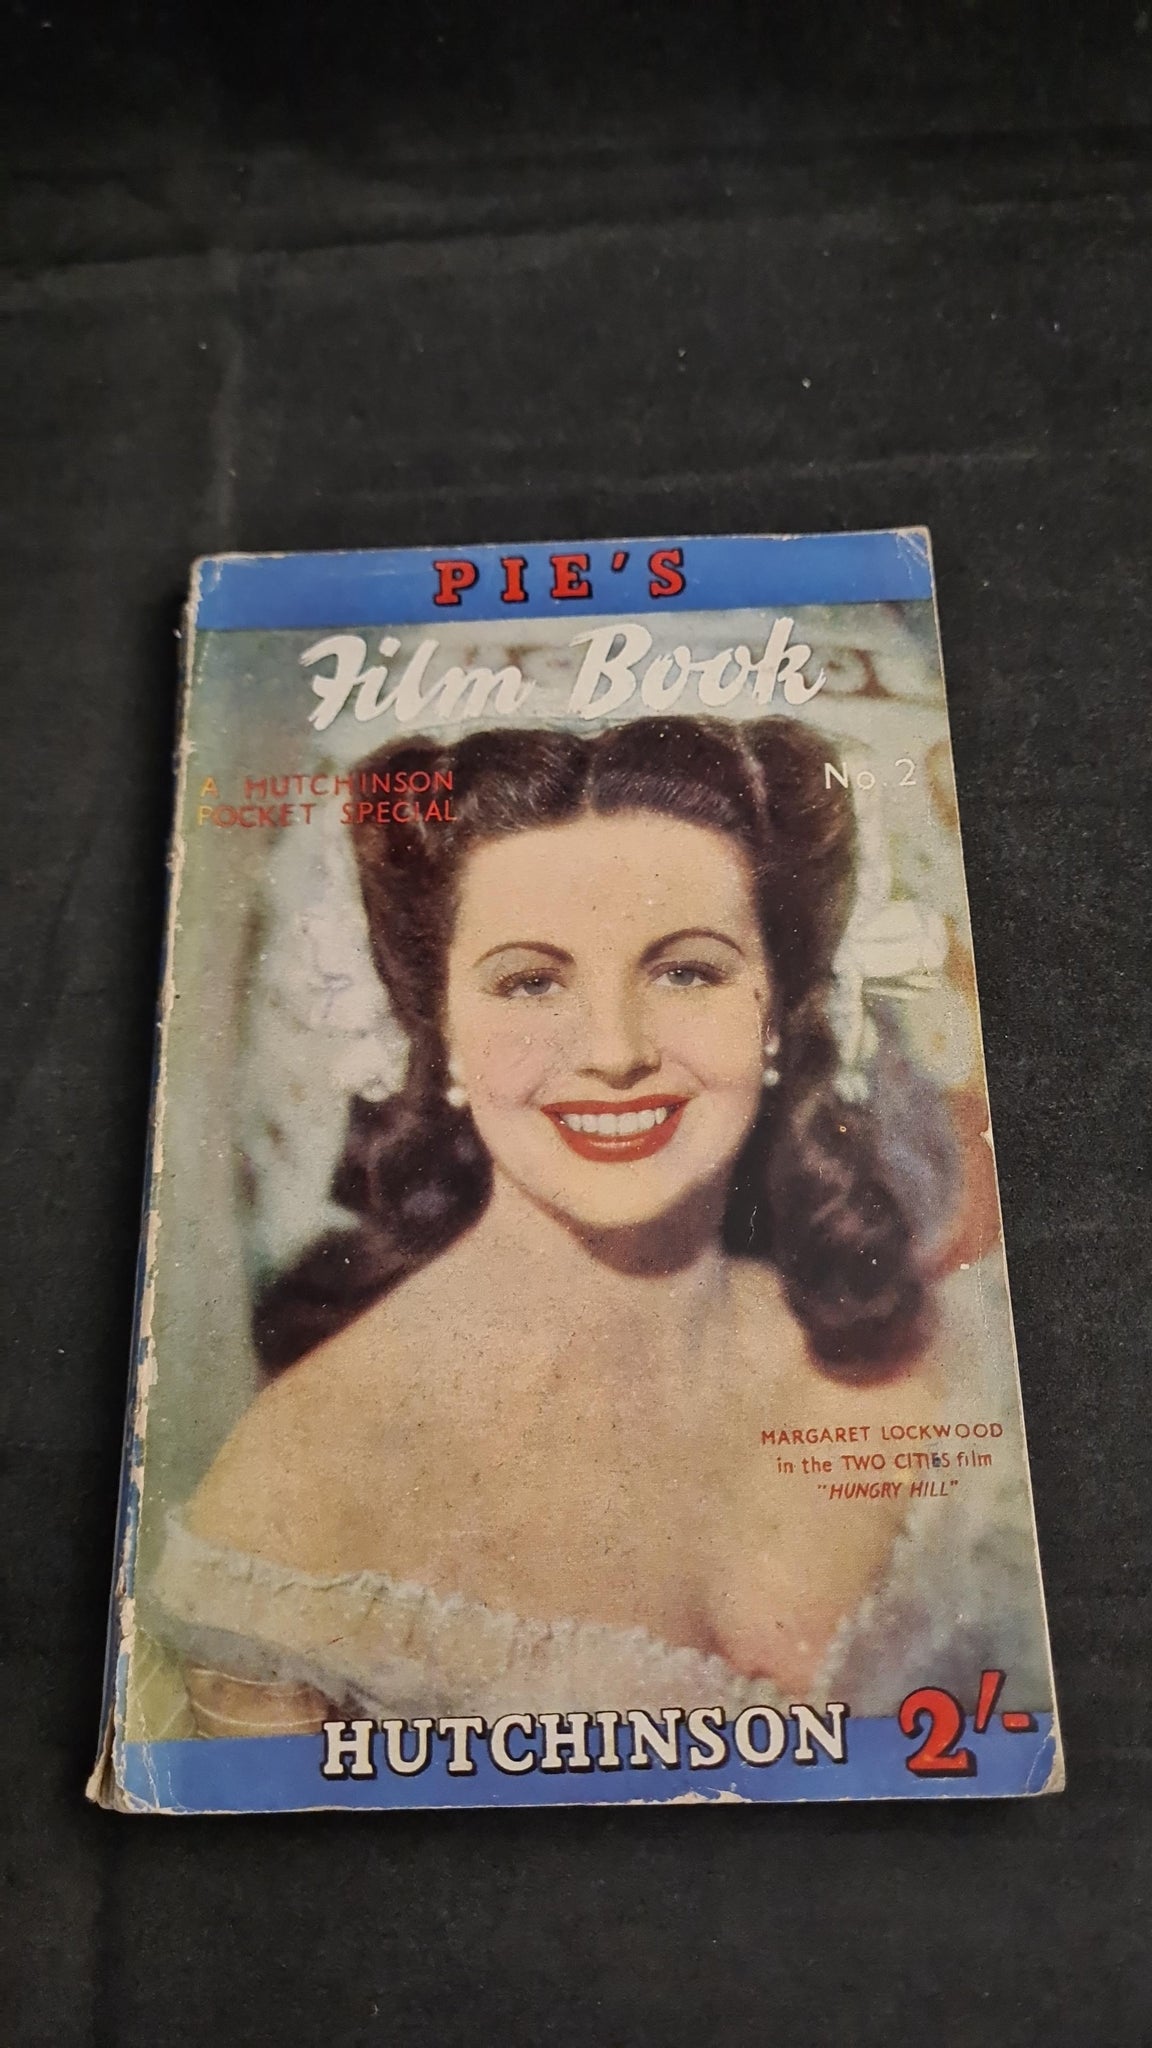 PIE'S
Film Book
A HUTCHINSON
POCKET SPECIAL
No. 2
MARGARET LOCKWOOD
in the TWO CITIES film
"HUNGRY HILL"
HUTCHINSON 2/-